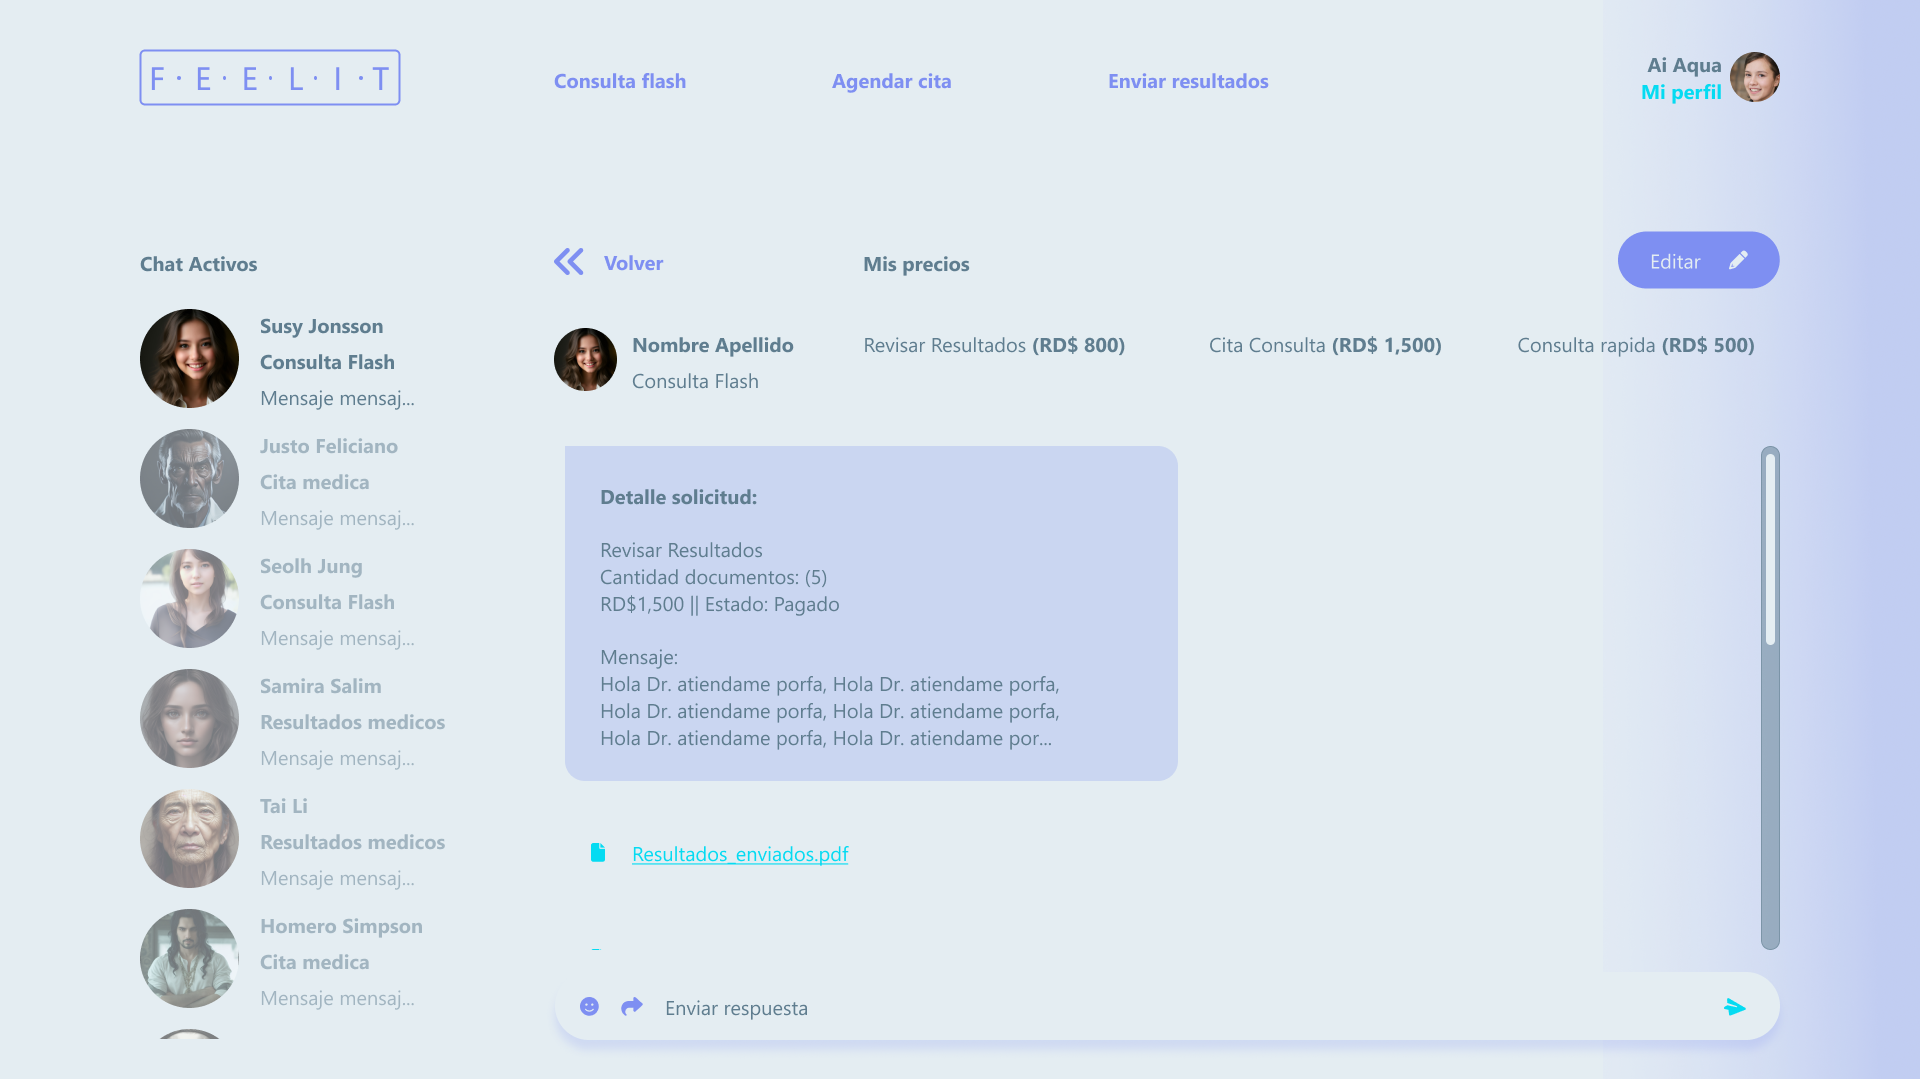 F·E·E·L·I·T
Consulta flash
Agendar cita
Enviar resultados
Ai Aqua
Mi perfil
Chat Activos
Volver
Mis precios
Editar
Susy Jonsson
Consulta Flash
Mensaje mensaj...
Justo Feliciano
Cita medica
Mensaje mensaj...
Seolh Jung
Consulta Flash
Mensaje mensaj...
Samira Salim
Resultados medicos
Mensaje mensaj...
Tai Li
Resultados medicos
Mensaje mensaj...
Homero Simpson
Cita medica
Mensaje mensaj...
Nombre Apellido
Consulta Flash
Revisar Resultados (RD$ 800)
Cita Consulta (RD$ 1,500)
Consulta rapida (RD$ 500)
Detalle solicitud:
Revisar Resultados
Cantidad documentos: (5)
RD$1,500 || Estado: Pagado
Mensaje:
Hola Dr. atiendame porfa, Hola Dr. atiendame porfa,
Hola Dr. atiendame porfa, Hola Dr. atiendame porfa,
Hola Dr. atiendame porfa, Hola Dr. atiendame por...
Resultados_enviados.pdf
Enviar respuesta